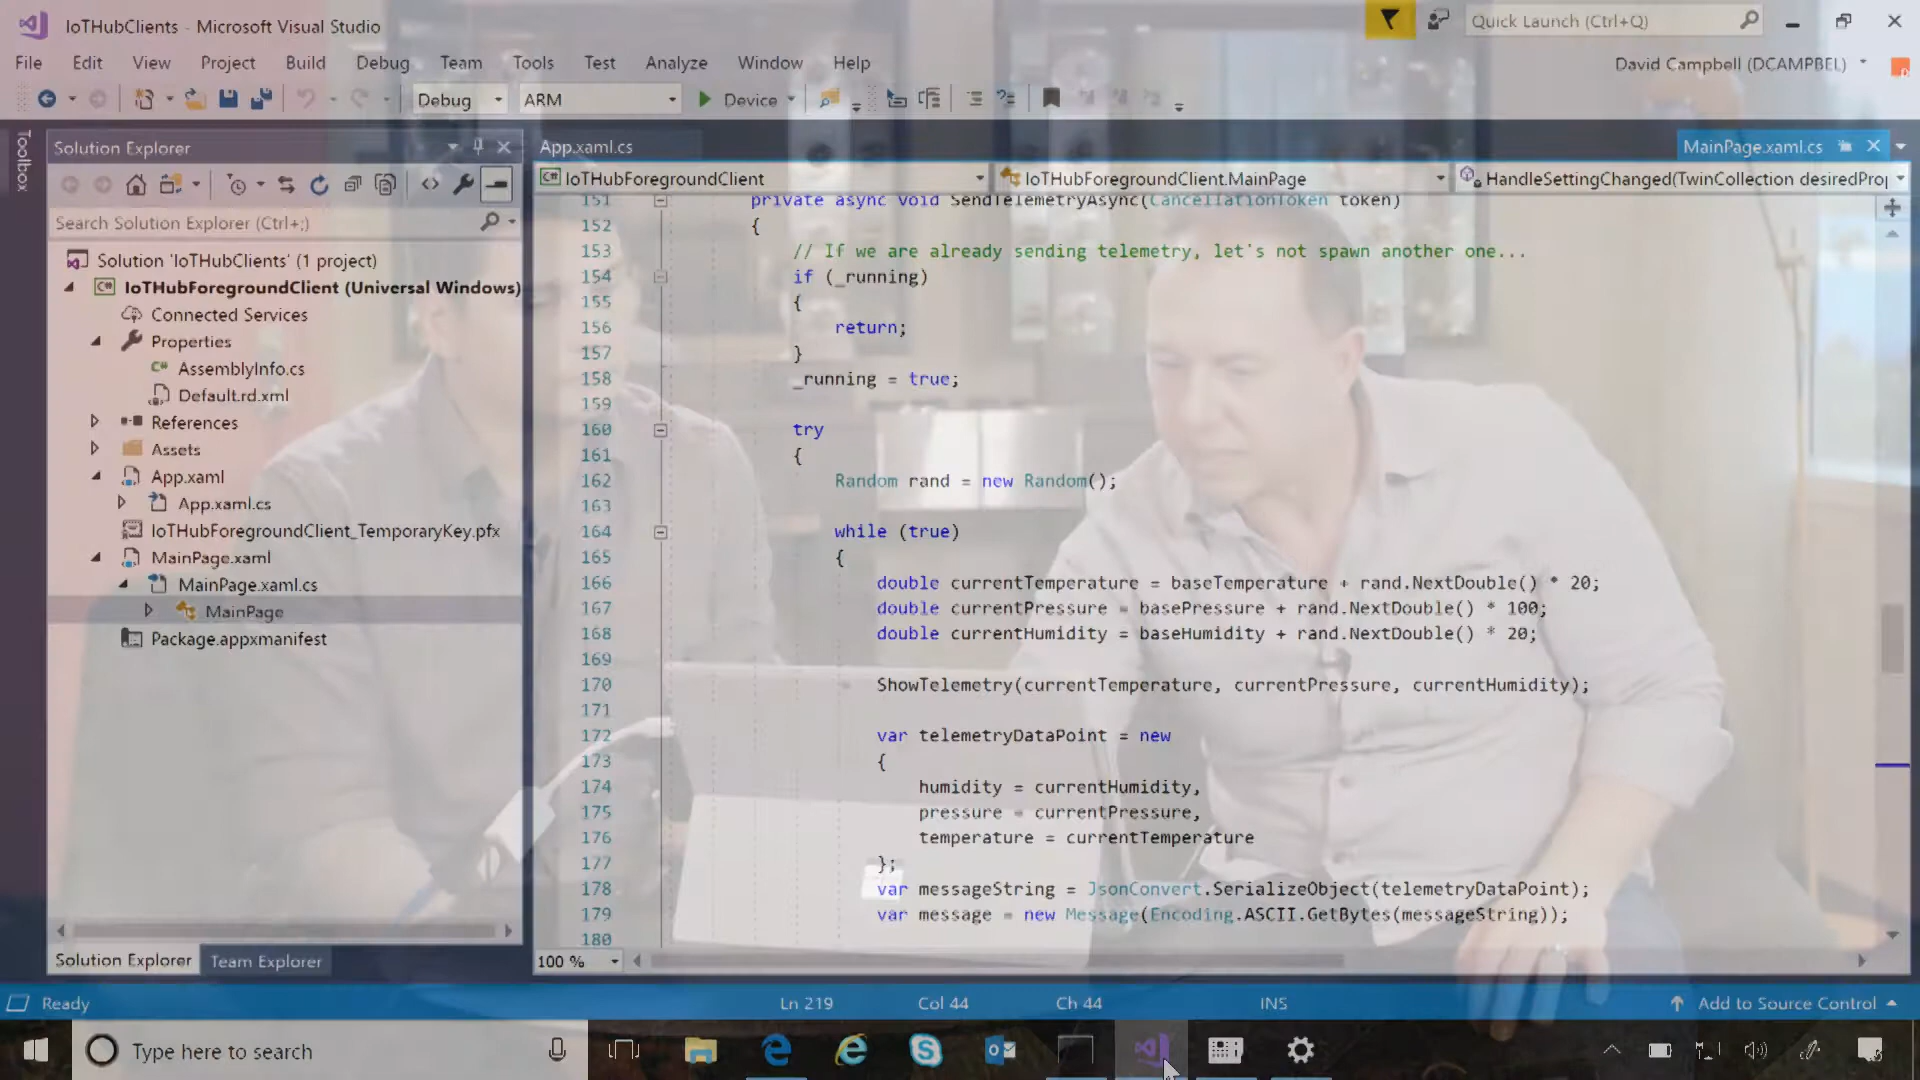 IoTHubClients - Microsoft Visual Studio
Quick Launch (Ctrl+Q)
File Edit View Project Build Debug Team Tools Test Analyze Window Help
David Campbell (DCAMPBEL)
Debug ARM Device
Toolbox
Solution Explorer
App.xaml.cs
MainPage.xaml.cs
IoTHubForegroundClient
IoTHubForegroundClient.MainPage
HandleSettingChanged(TwinCollection desiredProp
Search Solution Explorer (Ctrl+;)
Solution 'IoTHubClients' (1 project)
IoTHubForegroundClient (Universal Windows)
Connected Services
Properties
AssemblyInfo.cs
Default.rd.xml
References
Assets
App.xaml
App.xaml.cs
IoTHubForegroundClient_TemporaryKey.pfx
MainPage.xaml
MainPage.xaml.cs
MainPage
Package.appxmanifest
Solution Explorer Team Explorer
151 private async void SendTelemetryAsync(CancellationToken token)
152 {
153 // If we are already sending telemetry, let's not spawn another one...
154 if (_running)
155 {
156 return;
157 }
158 _running = true;
159
160 try
161 {
162 Random rand = new Random();
163
164 while (true)
165 {
166 double currentTemperature = baseTemperature + rand.NextDouble() * 20;
167 double currentPressure = basePressure + rand.NextDouble() * 100;
168 double currentHumidity = baseHumidity + rand.NextDouble() * 20;
169
170 ShowTelemetry(currentTemperature, currentPressure, currentHumidity);
171
172 var telemetryDataPoint = new
173 {
174 humidity = currentHumidity,
175 pressure = currentPressure,
176 temperature = currentTemperature
177 };
178 var messageString = JsonConvert.SerializeObject(telemetryDataPoint);
179 var message = new Message(Encoding.ASCII.GetBytes(messageString));
180
100 %
Ready Ln 219 Col 44 Ch 44 INS Add to Source Control
Type here to search